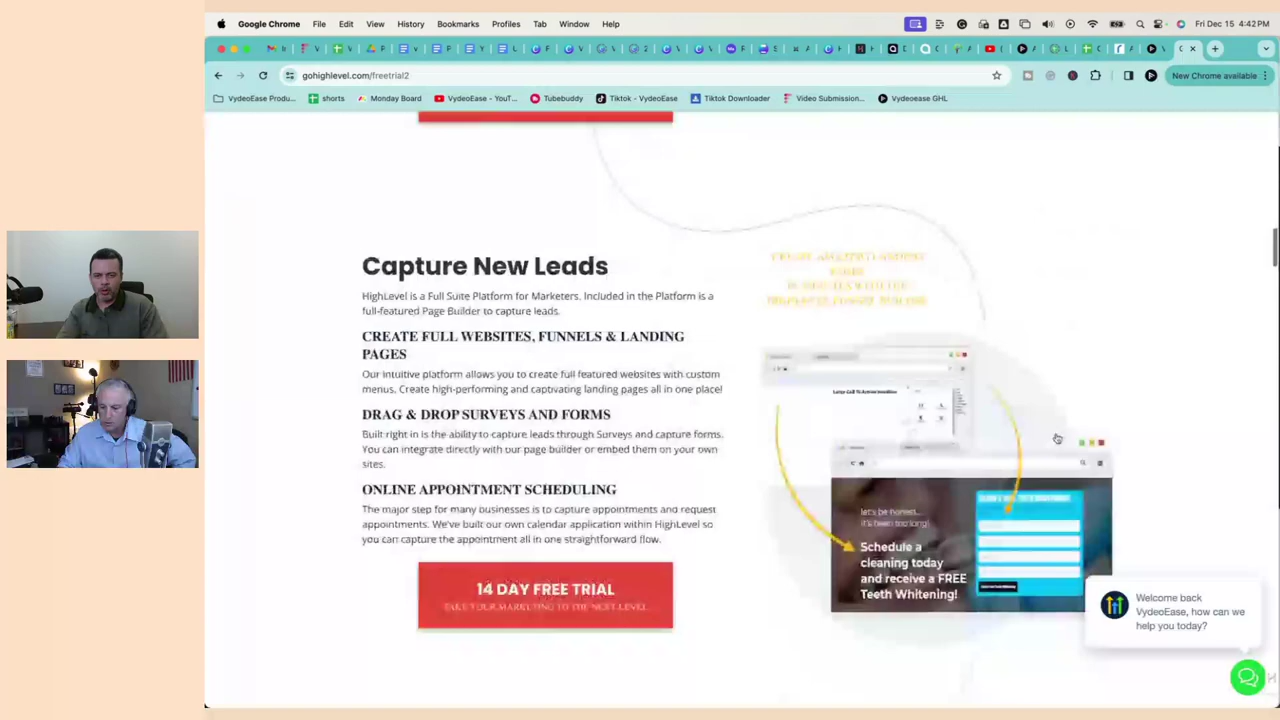 Google Chrome File Edit View History Bookmarks Profiles Tab Window Help
Fri Dec 15 4:42 PM
gohighlevel.com/freetrial2
New Chrome available
VydeoEase Produ...
shorts
Monday Board
VydeoEase - YouT...
Tubebuddy
Tiktok - VydeoEase
Tiktok Downloader
Video Submission...
Vydeoease GHL
Capture New Leads
HighLevel is a Full Suite Platform for Marketers. Included in the Platform is a
full-featured Page Builder to capture leads.
CREATE FULL WEBSITES, FUNNELS & LANDING
PAGES
Our intuitive platform allows you to create full featured websites with custom
menus. Create high-performing and captivating landing pages all in one place!
DRAG & DROP SURVEYS AND FORMS
Built right in is the ability to capture leads through Surveys and capture forms.
You can integrate directly with our page builder or embed them on your own
sites.
ONLINE APPOINTMENT SCHEDULING
The major step for many businesses is to capture appointments and request
appointments. We've built our own calendar application within HighLevel so
you can capture the appointment all in one straightforward flow.
14 DAY FREE TRIAL
TAKE YOUR MARKETING TO THE NEXT LEVEL
let's be honest...
it's been too long!
Schedule a
cleaning today
and receive a FREE
Teeth Whitening!
Welcome back
VydeoEase, how can we
help you today?